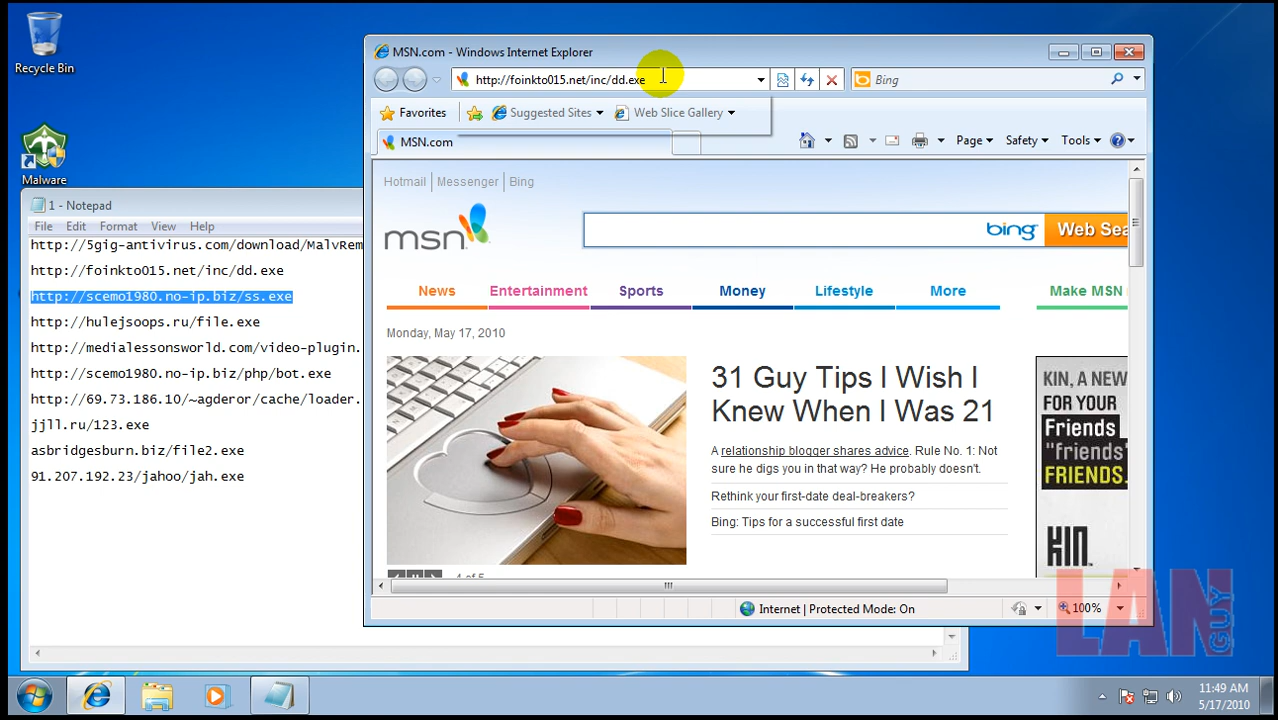 Recycle Bin
Malware
1 - Notepad
File Edit Format View Help
http://5gig-antivirus.com/download/MalvRem
http://foinkto015.net/inc/dd.exe
http://scemo1980.no-ip.biz/ss.exe
http://hulejsoops.ru/file.exe
http://medialessonsworld.com/video-plugin.
http://scemo1980.no-ip.biz/php/bot.exe
http://69.73.186.10/~agderor/cache/loader.
jjll.ru/123.exe
asbridgesburn.biz/file2.exe
91.207.192.23/jahoo/jah.exe
MSN.com - Windows Internet Explorer
http://foinkto015.net/inc/dd.exe
Bing
Favorites Suggested Sites Web Slice Gallery
MSN.com
Page Safety Tools
Hotmail Messenger Bing
msn
bing Web Sea
News Entertainment Sports Money Lifestyle More Make MSN
Monday, May 17, 2010
31 Guy Tips I Wish I
Knew When I Was 21
A relationship blogger shares advice. Rule No. 1: Not
sure he digs you in that way? He probably doesn't.
Rethink your first-date deal-breakers?
Bing: Tips for a successful first date
4 of 5
KIN, A NEW
FOR YOUR
Friends
"friends"
FRIENDS.
KIN
Internet | Protected Mode: On
100%
LAN
GUY
11:49 AM
5/17/2010